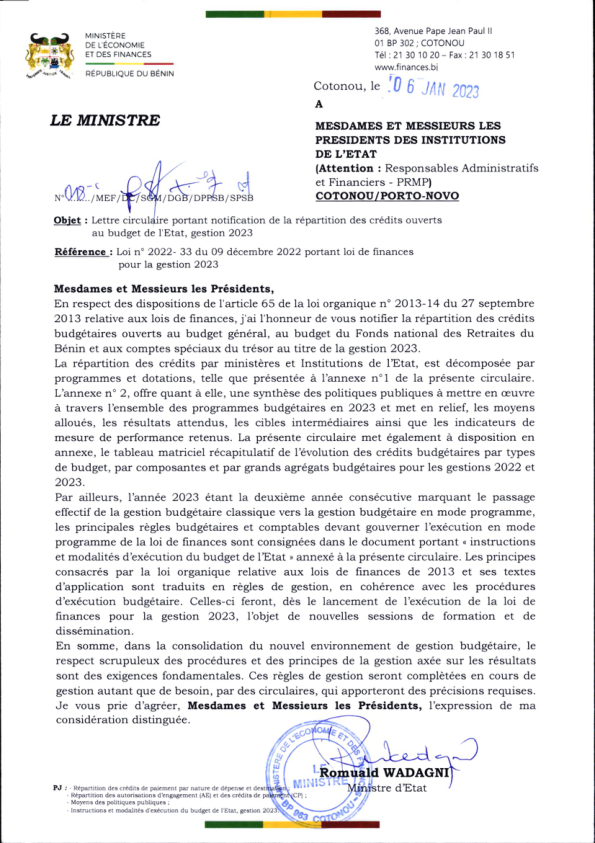 MINISTÈRE
DE L'ÉCONOMIE
ET DES FINANCES
RÉPUBLIQUE DU BÉNIN
368, Avenue Pape Jean Paul II
01 BP 302 ; COTONOU
Tél : 21 30 10 20 – Fax : 21 30 18 51
www.finances.bj
Cotonou, le 06 JAN 2023
A
LE MINISTRE
MESDAMES ET MESSIEURS LES
PRESIDENTS DES INSTITUTIONS
DE L'ETAT
(Attention : Responsables Administratifs
et Financiers - PRMP)
COTONOU/PORTO-NOVO
/MEF/DC/SGM/DGB/DPPSB/SPSB
Objet : Lettre circulaire portant notification de la répartition des crédits ouverts
au budget de l'Etat, gestion 2023
Référence : Loi n° 2022- 33 du 09 décembre 2022 portant loi de finances
pour la gestion 2023
Mesdames et Messieurs les Présidents,
En respect des dispositions de l'article 65 de la loi organique n° 2013-14 du 27 septembre
2013 relative aux lois de finances, j'ai l'honneur de vous notifier la répartition des crédits
budgétaires ouverts au budget général, au budget du Fonds national des Retraites du
Bénin et aux comptes spéciaux du trésor au titre de la gestion 2023.
La répartition des crédits par ministères et Institutions de l'Etat, est décomposée par
programmes et dotations, telle que présentée à l'annexe n°1 de la présente circulaire.
L'annexe n° 2, offre quant à elle, une synthèse des politiques publiques à mettre en œuvre
à travers l'ensemble des programmes budgétaires en 2023 et met en relief, les moyens
alloués, les résultats attendus, les cibles intermédiaires ainsi que les indicateurs de
mesure de performance retenus. La présente circulaire met également à disposition en
annexe, le tableau matriciel récapitulatif de l'évolution des crédits budgétaires par types
de budget, par composantes et par grands agrégats budgétaires pour les gestions 2022 et
2023.
Par ailleurs, l'année 2023 étant la deuxième année consécutive marquant le passage
effectif de la gestion budgétaire classique vers la gestion budgétaire en mode programme,
les principales règles budgétaires et comptables devant gouverner l'exécution en mode
programme de la loi de finances sont consignées dans le document portant « instructions
et modalités d'exécution du budget de l'Etat » annexé à la présente circulaire. Les principes
consacrés par la loi organique relative aux lois de finances de 2013 et ses textes
d'application sont traduits en règles de gestion, en cohérence avec les procédures
d'exécution budgétaire. Celles-ci feront, dès le lancement de l'exécution de la loi de
finances pour la gestion 2023, l'objet de nouvelles sessions de formation et de
dissémination.
En somme, dans la consolidation du nouvel environnement de gestion budgétaire, le
respect scrupuleux des procédures et des principes de la gestion axée sur les résultats
sont des exigences fondamentales. Ces règles de gestion seront complétées en cours de
gestion autant que de besoin, par des circulaires, qui apporteront des précisions requises.
Je vous prie d'agréer, Mesdames et Messieurs les Présidents, l'expression de ma
considération distinguée.
Romuald WADAGNI
Ministre d'Etat
PJ : - Répartition des crédits de paiement par nature de dépense et destination ;
- Répartition des autorisations d'engagement (AE) et des crédits de paiement (CP) ;
- Moyens des politiques publiques ;
- Instructions et modalités d'exécution du budget de l'Etat, gestion 2023.